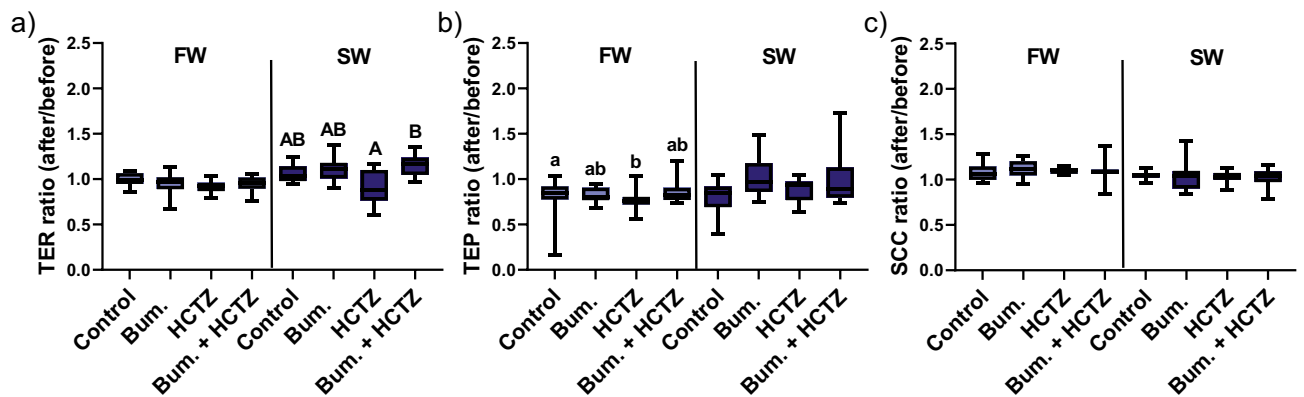 a)
FW
SW
TER ratio (after/before)
2.5
2.0
1.5
1.0
0.5
0.0
AB
AB
A
B
Control
Bum.
HCTZ
Bum. + HCTZ
Control
Bum.
HCTZ
Bum. + HCTZ
b)
FW
SW
TEP ratio (after/before)
2.5
2.0
1.5
1.0
0.5
0.0
a
ab
b
ab
Control
Bum.
HCTZ
Bum. + HCTZ
Control
Bum.
HCTZ
Bum. + HCTZ
c)
FW
SW
SCC ratio (after/before)
2.5
2.0
1.5
1.0
0.5
0.0
Control
Bum.
HCTZ
Bum. + HCTZ
Control
Bum.
HCTZ
Bum. + HCTZ